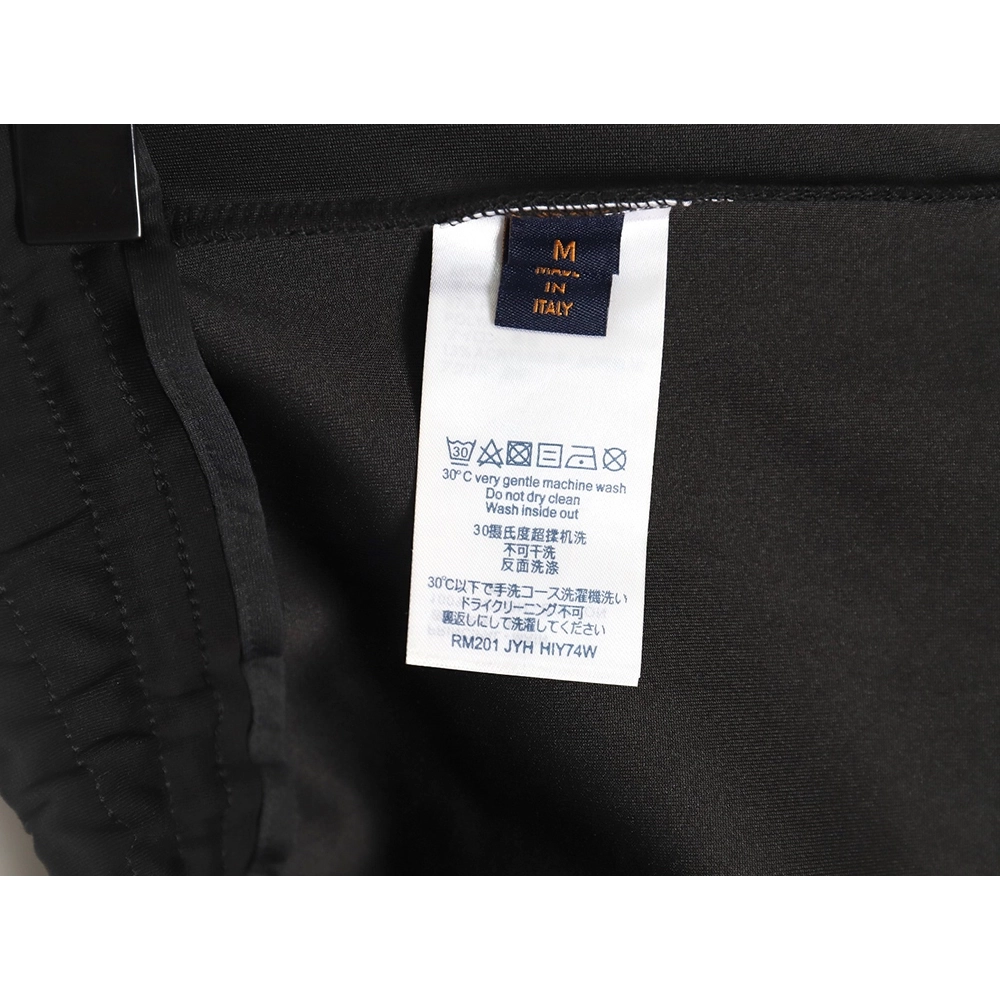 M
MADE
IN
ITALY
30
30°C very gentle machine wash
Do not dry clean
Wash inside out
30摄氏度超揉机洗
不可干洗
反面洗涤
30℃以下で手洗コース洗濯機洗い
ドライクリーニング不可
裏返しにして洗濯してください
RM201 JYH HIY74W